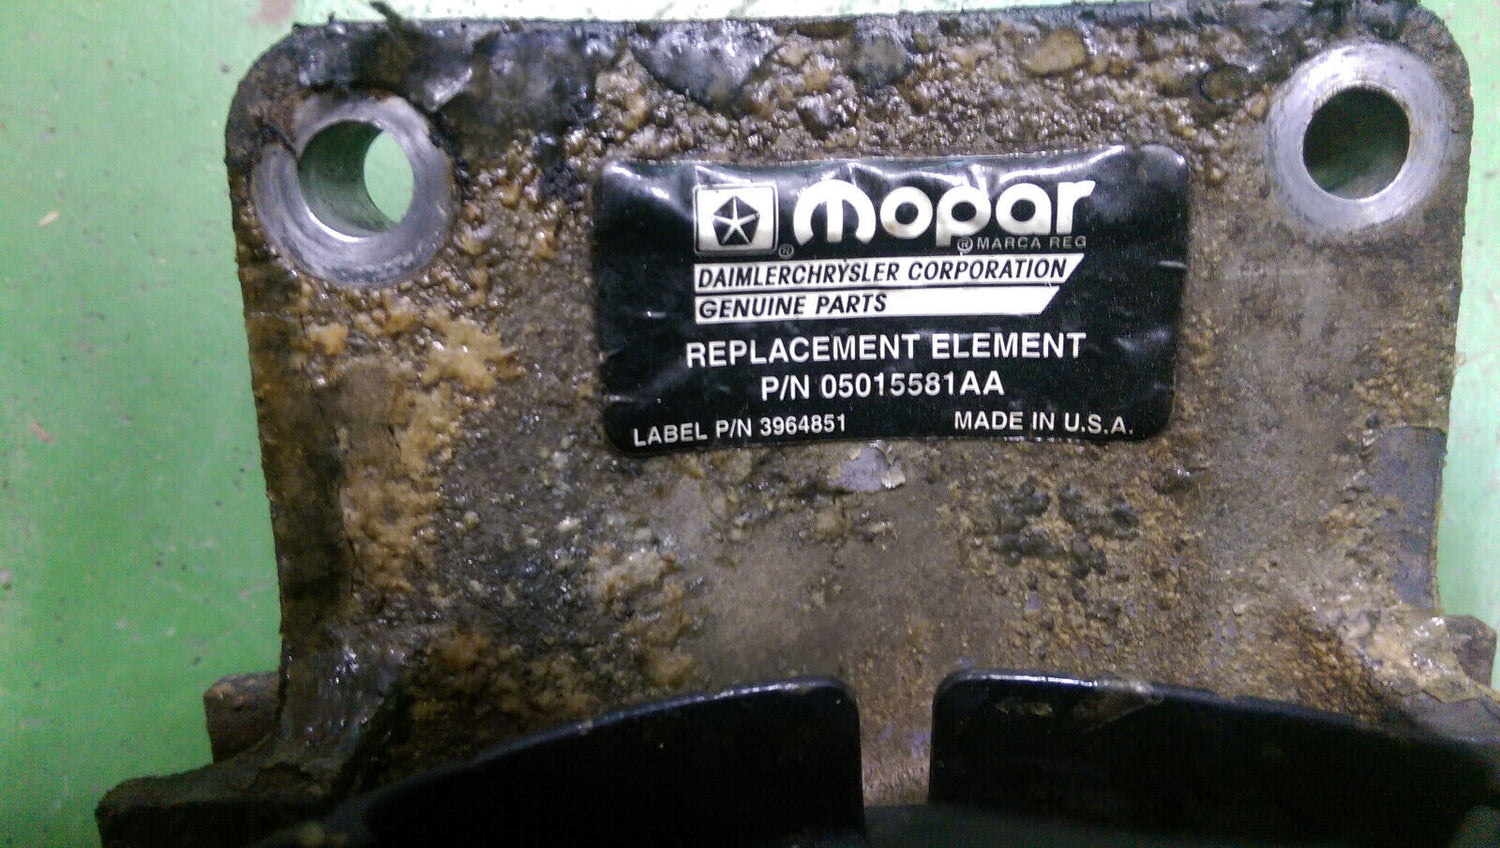 mopar
® ® MARCA REG
DAIMLERCHRYSLER CORPORATION
GENUINE PARTS
REPLACEMENT ELEMENT
P/N 05015581AA
LABEL P/N 3964851 MADE IN U.S.A.